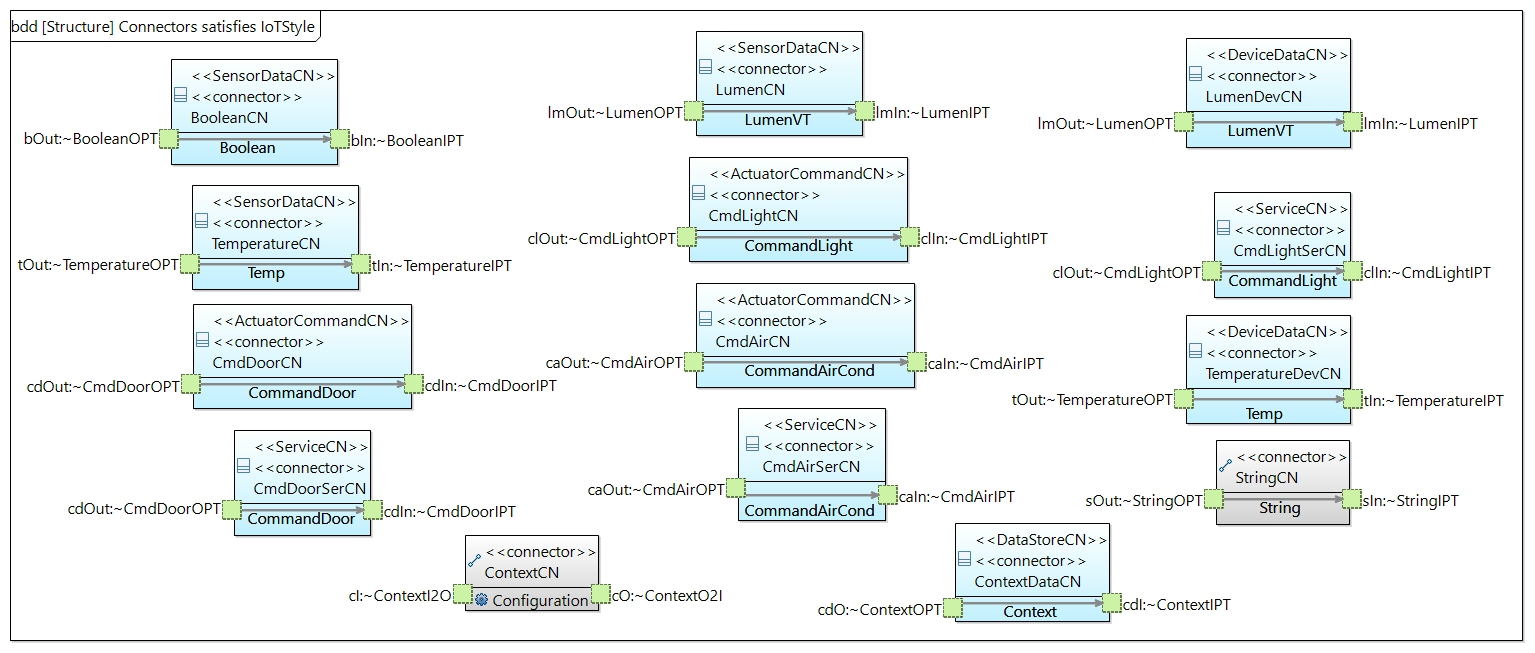 bdd [Structure] Connectors satisfies IoTStyle
<<SensorDataCN>>
<<connector>>
BooleanCN
bOut:~BooleanOPT
bIn:~BooleanIPT
Boolean
<<SensorDataCN>>
<<connector>>
LumenCN
lmOut:~LumenOPT
lmIn:~LumenIPT
LumenVT
<<DeviceDataCN>>
<<connector>>
LumenDevCN
lmOut:~LumenOPT
lmIn:~LumenIPT
LumenVT
<<SensorDataCN>>
<<connector>>
TemperatureCN
tOut:~TemperatureOPT
tIn:~TemperatureIPT
Temp
<<ActuatorCommandCN>>
<<connector>>
CmdLightCN
clOut:~CmdLightOPT
clIn:~CmdLightIPT
CommandLight
<<ServiceCN>>
<<connector>>
CmdLightSerCN
clOut:~CmdLightOPT
clIn:~CmdLightIPT
CommandLight
<<ActuatorCommandCN>>
<<connector>>
CmdDoorCN
cdOut:~CmdDoorOPT
cdIn:~CmdDoorIPT
CommandDoor
<<ActuatorCommandCN>>
<<connector>>
CmdAirCN
caOut:~CmdAirOPT
caIn:~CmdAirIPT
CommandAirCond
<<DeviceDataCN>>
<<connector>>
TemperatureDevCN
tOut:~TemperatureOPT
tIn:~TemperatureIPT
Temp
<<ServiceCN>>
<<connector>>
CmdDoorSerCN
cdOut:~CmdDoorOPT
cdIn:~CmdDoorIPT
CommandDoor
<<ServiceCN>>
<<connector>>
CmdAirSerCN
caOut:~CmdAirOPT
caIn:~CmdAirIPT
CommandAirCond
<<connector>>
StringCN
sOut:~StringOPT
sIn:~StringIPT
String
<<connector>>
ContextCN
cI:~ContextI2O
cO:~ContextO2I
Configuration
<<DataStoreCN>>
<<connector>>
ContextDataCN
cdO:~ContextOPT
cdI:~ContextIPT
Context